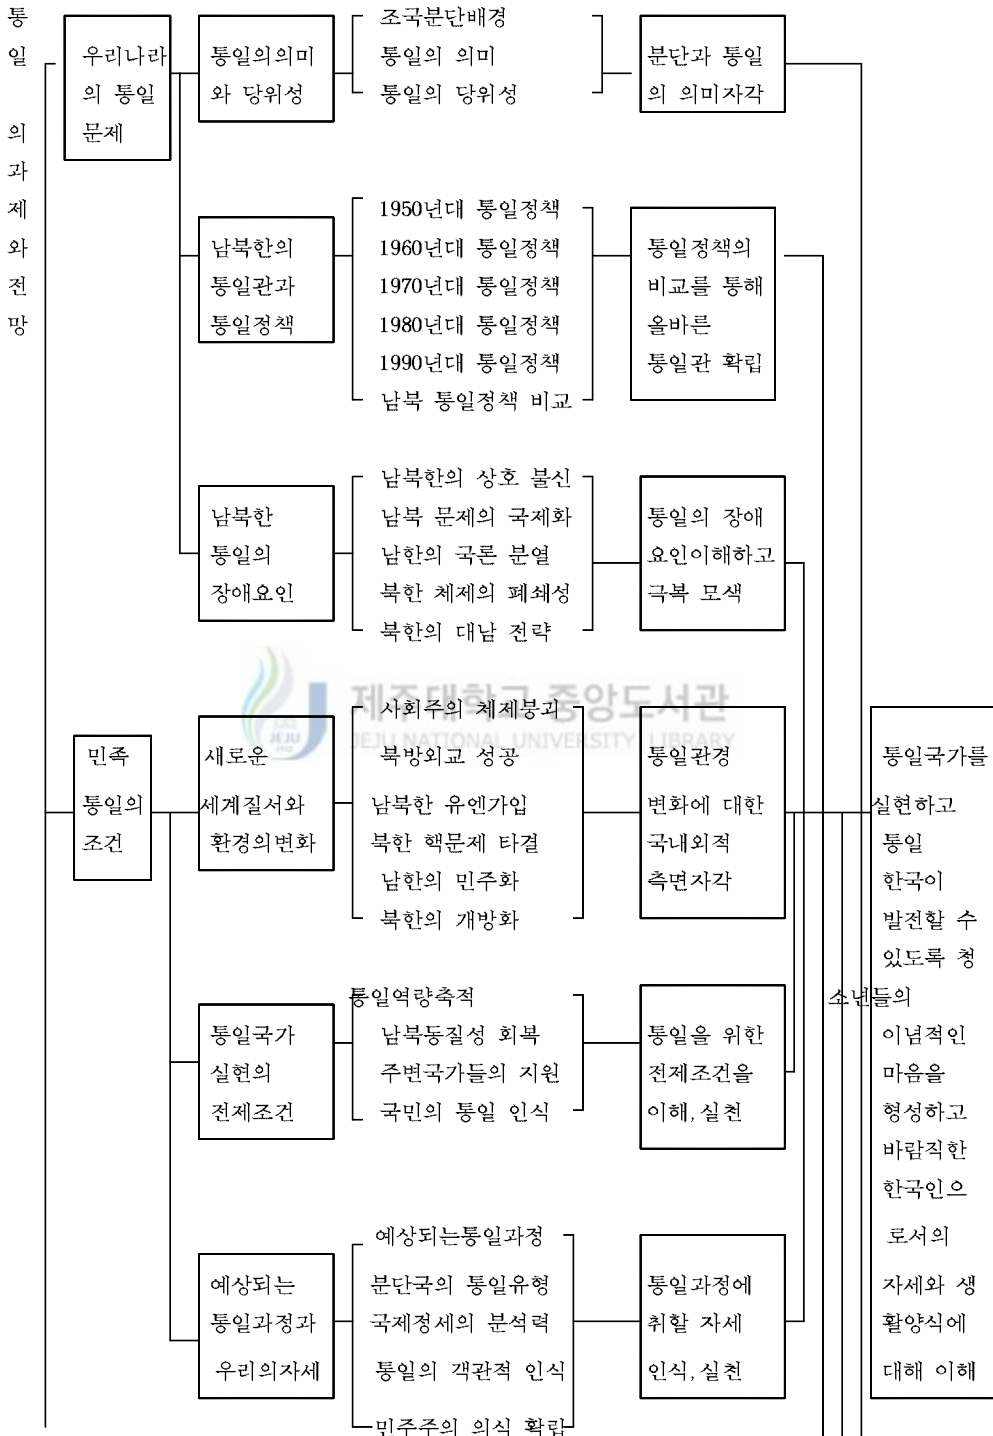 통일의과제와전망
우리나라
의 통일
문제
통일의의미
와 당위성
조국분단배경
통일의 의미
통일의 당위성
분단과 통일
의 의미자각
남북한의
통일관과
통일정책
1950년대 통일정책
1960년대 통일정책
1970년대 통일정책
1980년대 통일정책
1990년대 통일정책
남북 통일정책 비교
통일정책의
비교를 통해
올바른
통일관 확립
남북한
통일의
장애요인
남북한의 상호 불신
남북 문제의 국제화
남한의 국론 분열
북한 체제의 폐쇄성
북한의 대남 전략
통일의 장애
요인이해하고
극복 모색
제주대학교 중앙도서관
JEJU NATIONAL UNIVERSITY LIBRARY
JEJU
1952
민족
통일의
조건
새로운
세계질서와
환경의변화
사회주의 체제붕괴
북방외교 성공
남북한 유엔가입
북한 핵문제 타결
남한의 민주화
북한의 개방화
통일관경
변화에 대한
국내외적
측면자각
통일국가
실현의
전제조건
통일역량축적
남북동질성 회복
주변국가들의 지원
국민의 통일 인식
통일을 위한
전제조건을
이해, 실천
예상되는
통일과정과
우리의자세
예상되는통일과정
분단국의 통일유형
국제정세의 분석력
통일의 객관적 인식
민주주의 의식 확립
통일과정에
취할 자세
인식, 실천
통일국가를
실현하고
통일
한국이
발전할 수
있도록 청
소년들의
이념적인
마음을
형성하고
바람직한
한국인으
로서의
자세와 생
활양식에
대해 이해